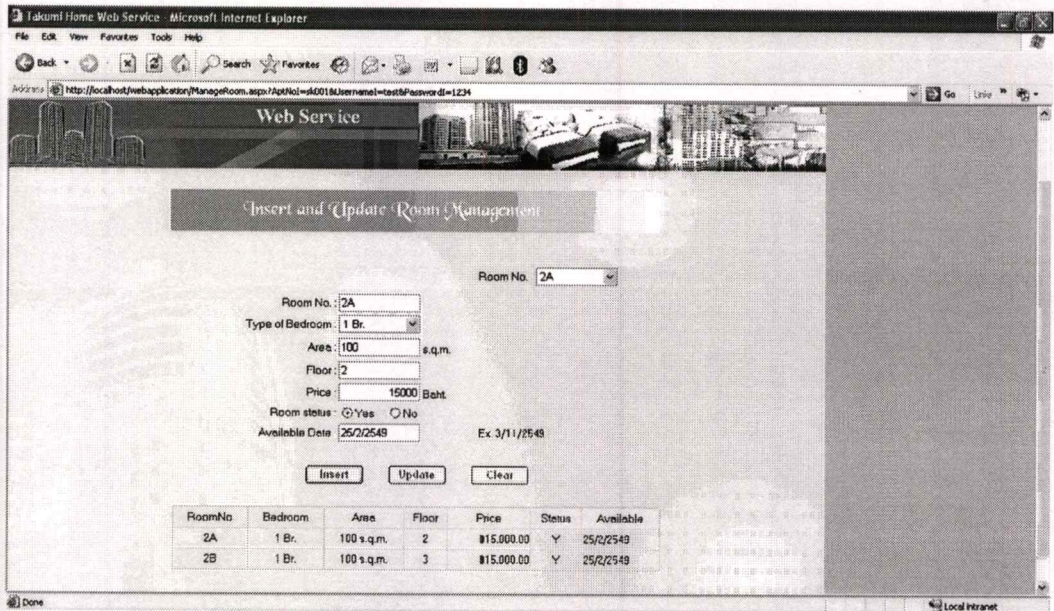 Takumi Home Web Service - Microsoft Internet Explorer
File Edit View Favorites Tools Help
Back Search Favorites
Address http://localhost/webapplication/ManageRoom.aspx?AptNoI=sk001&UsernameI=test&PasswordI=1234 Go Links
Web Service
Insert and Update Room Management
Room No. 2A
Room No. : 2A
Type of Bedroom : 1 Br.
Area : 100 s.q.m.
Floor : 2
Price : 15000 Baht
Room status : Yes No
Available Date 25/2/2549 Ex. 3/11/2549
Insert Update Clear
RoomNo Bedroom Area Floor Price Status Available
2A 1 Br. 100 s.q.m. 2 ฿15,000.00 Y 25/2/2549
2B 1 Br. 100 s.q.m. 3 ฿15,000.00 Y 25/2/2549
Done Local intranet